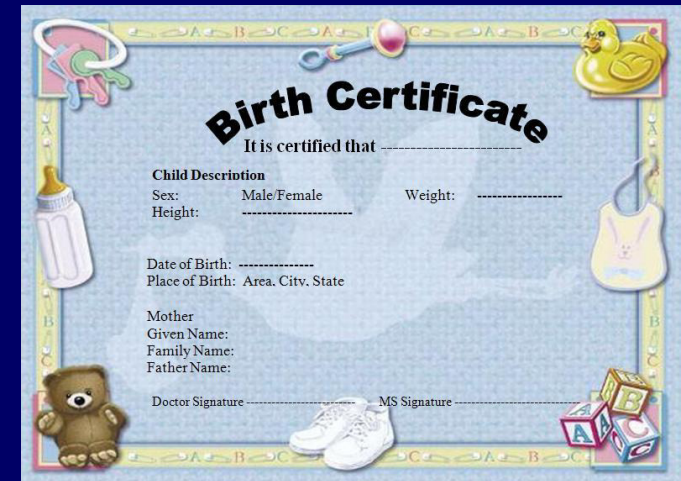 Birth Certificate
It is certified that ------------------------
Child Description
Sex: Male/Female Weight: -----------------
Height: ----------------------
Date of Birth: ---------------
Place of Birth: Area, City, State
Mother
Given Name:
Family Name:
Father Name:
Doctor Signature -------------------------- MS Signature ------------------------------